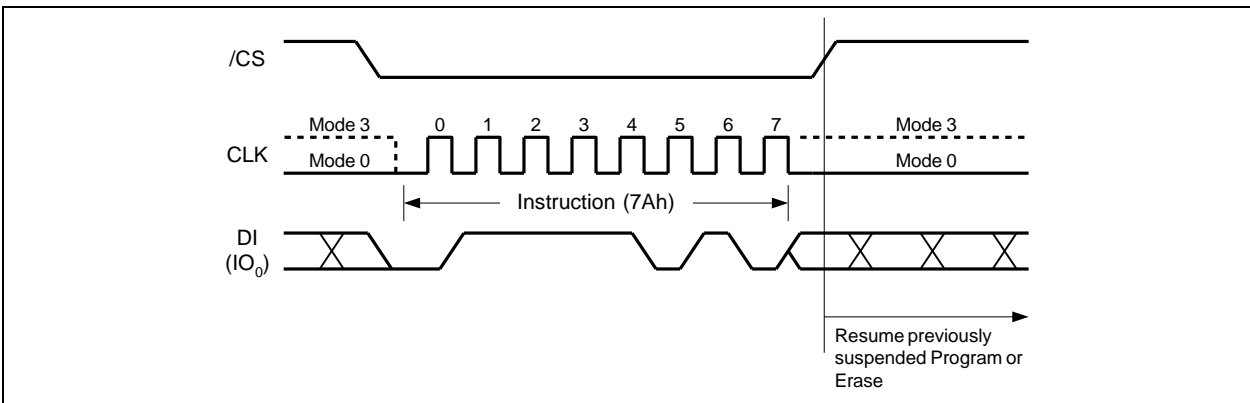 /CS
Mode 3 0 1 2 3 4 5 6 7 Mode 3
CLK
Mode 0 Mode 0
Instruction (7Ah)
DI
(IO0)
Resume previously
suspended Program or
Erase